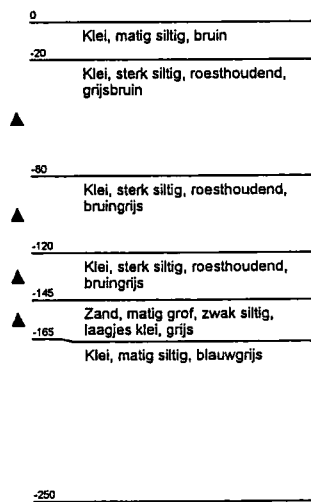 0
Klei, matig siltig, bruin
-20
Klei, sterk siltig, roesthoudend,
grijsbruin
-80
Klei, sterk siltig, roesthoudend,
bruingrijs
-120
Klei, sterk siltig, roesthoudend,
bruingrijs
-145
Zand, matig grof, zwak siltig,
laagjes klei, grijs
-165
Klei, matig siltig, blauwgrijs
-250